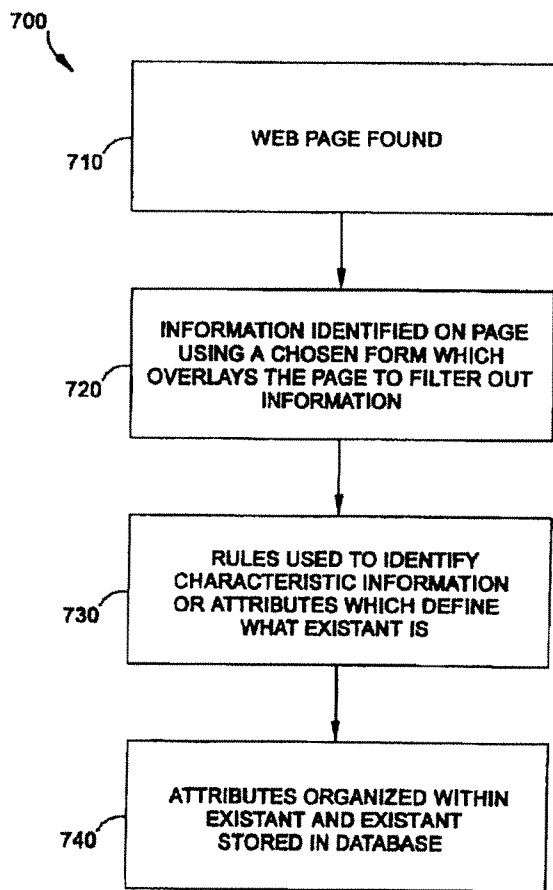 700
WEB PAGE FOUND
710
INFORMATION IDENTIFIED ON PAGE
USING A CHOSEN FORM WHICH
OVERLAYS THE PAGE TO FILTER OUT
INFORMATION
720
RULES USED TO IDENTIFY
CHARACTERISTIC INFORMATION
OR ATTRIBUTES WHICH DEFINE
WHAT EXISTANT IS
730
ATTRIBUTES ORGANIZED WITHIN
EXISTANT AND EXISTANT
STORED IN DATABASE
740